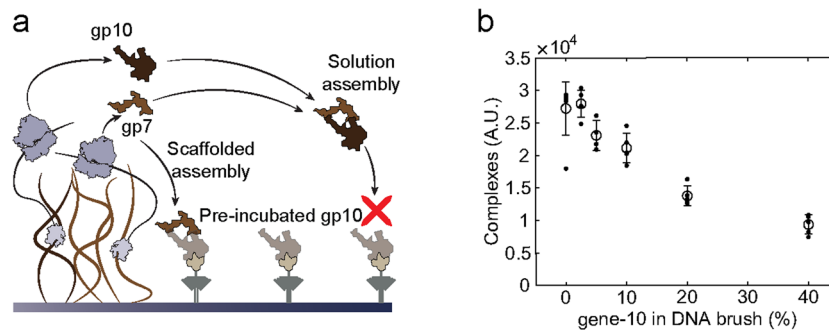 a
gp10
gp7
Solution
assembly
Scaffolded
assembly
Pre-incubated gp10
b
×10⁴
3.5
3
2.5
2
1.5
1
0.5
0
Complexes (A.U.)
0 10 20 30 40
gene-10 in DNA brush (%)